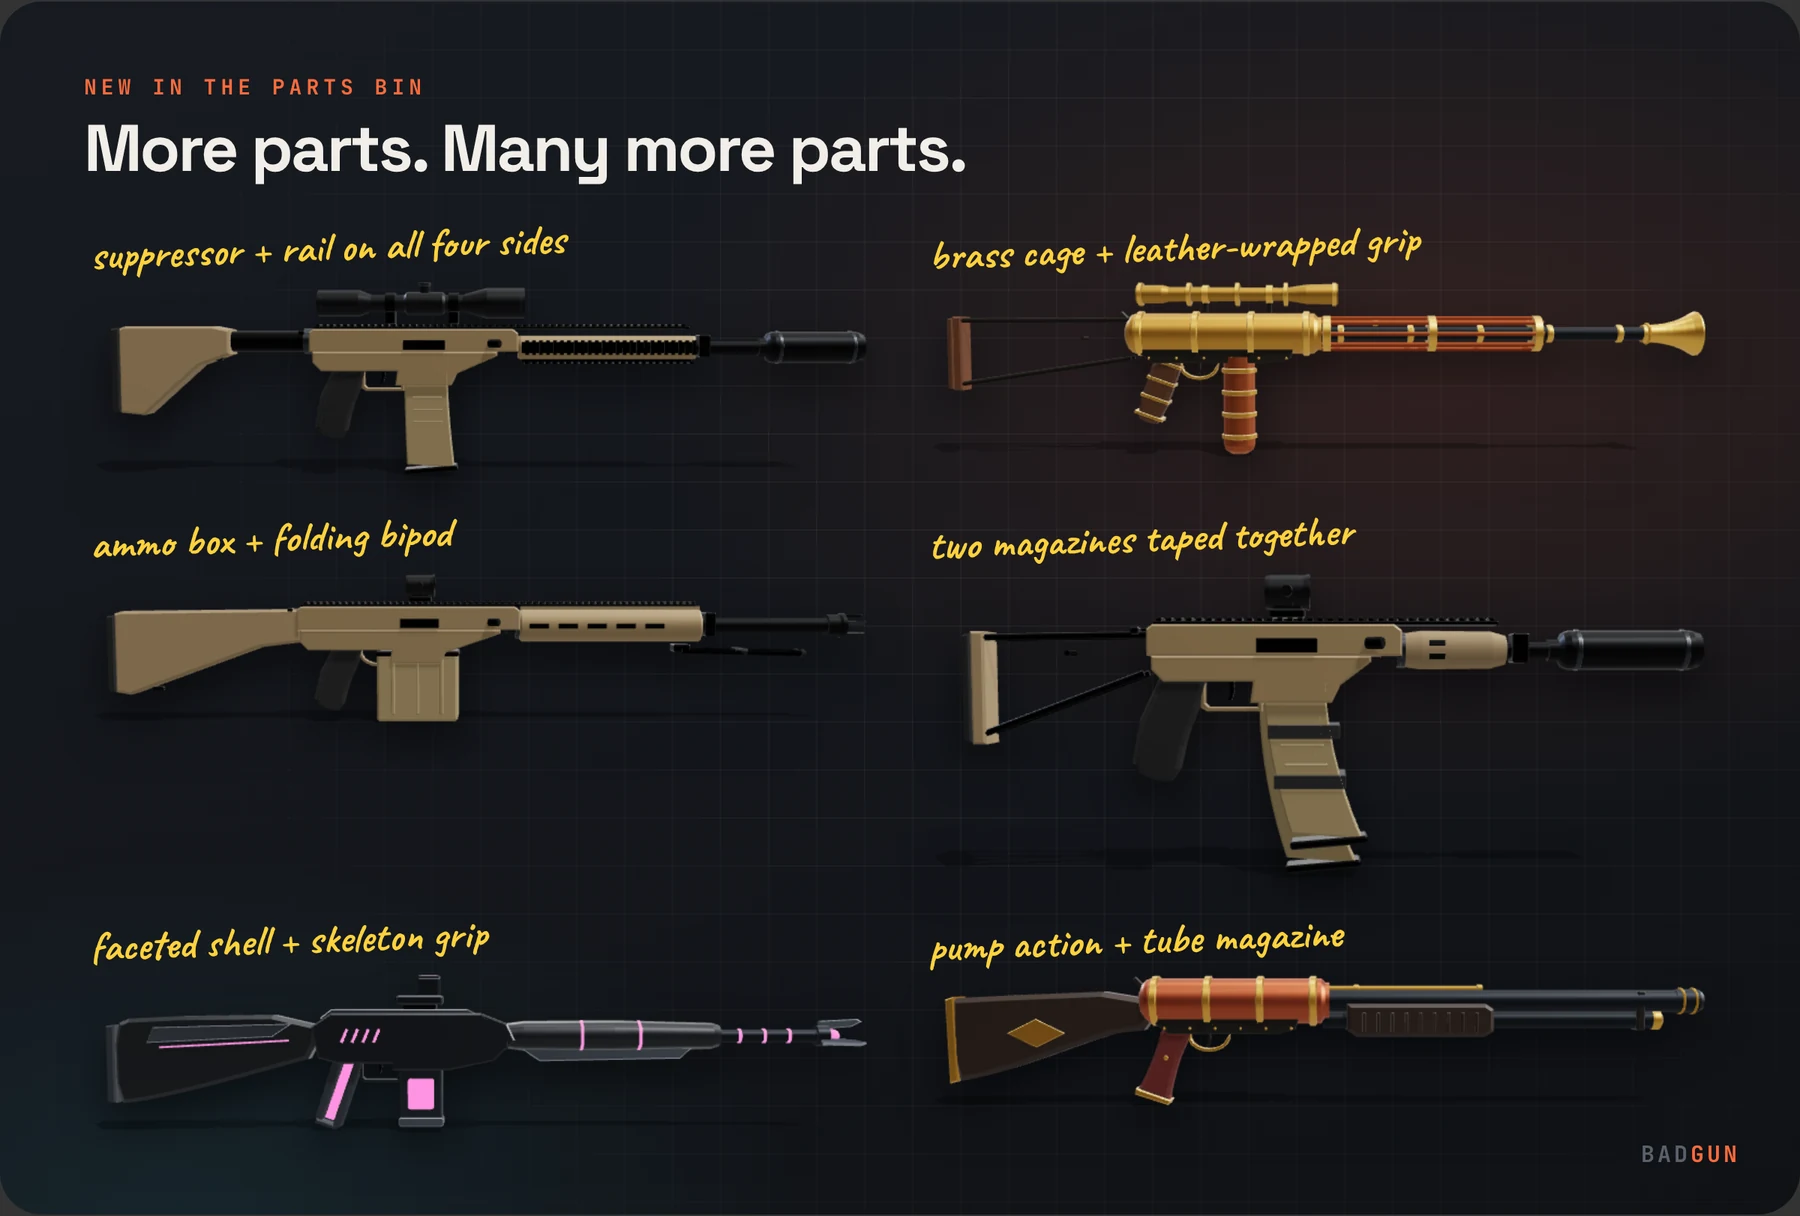 NEW IN THE PARTS BIN
More parts. Many more parts.
suppressor + rail on all four sides
brass cage + leather-wrapped grip
ammo box + folding bipod
two magazines taped together
faceted shell + skeleton grip
pump action + tube magazine
BADGUN